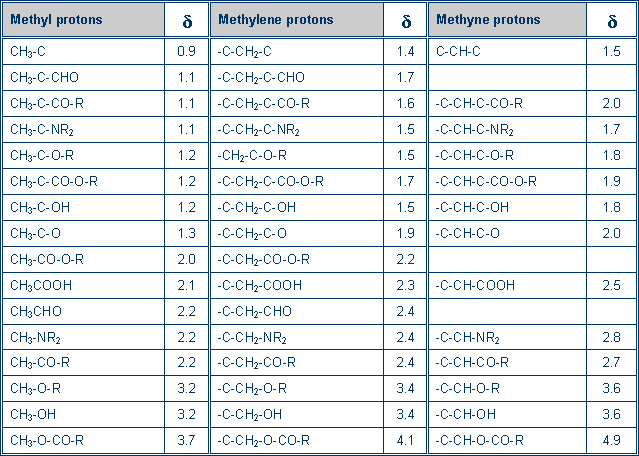 Methyl protons δ Methylene protons δ Methyne protons δ
CH₃-C 0.9 -C-CH₂-C 1.4 C-CH-C 1.5
CH₃-C-CHO 1.1 -C-CH₂-C-CHO 1.7
CH₃-C-CO-R 1.1 -C-CH₂-C-CO-R 1.6 -C-CH-C-CO-R 2.0
CH₃-C-NR₂ 1.1 -C-CH₂-C-NR₂ 1.5 -C-CH-C-NR₂ 1.7
CH₃-C-O-R 1.2 -CH₂-C-O-R 1.5 -C-CH-C-O-R 1.8
CH₃-C-CO-O-R 1.2 -C-CH₂-C-CO-O-R 1.7 -C-CH-C-CO-O-R 1.9
CH₃-C-OH 1.2 -C-CH₂-C-OH 1.5 -C-CH-C-OH 1.8
CH₃-C-O 1.3 -C-CH₂-C-O 1.9 -C-CH-C-O 2.0
CH₃-CO-O-R 2.0 -C-CH₂-CO-O-R 2.2
CH₃COOH 2.1 -C-CH₂-COOH 2.3 -C-CH-COOH 2.5
CH₃CHO 2.2 -C-CH₂-CHO 2.4
CH₃-NR₂ 2.2 -C-CH₂-NR₂ 2.4 -C-CH-NR₂ 2.8
CH₃-CO-R 2.2 -C-CH₂-CO-R 2.4 -C-CH-CO-R 2.7
CH₃-O-R 3.2 -C-CH₂-O-R 3.4 -C-CH-O-R 3.6
CH₃-OH 3.2 -C-CH₂-OH 3.4 -C-CH-OH 3.6
CH₃-O-CO-R 3.7 -C-CH₂-O-CO-R 4.1 -C-CH-O-CO-R 4.9